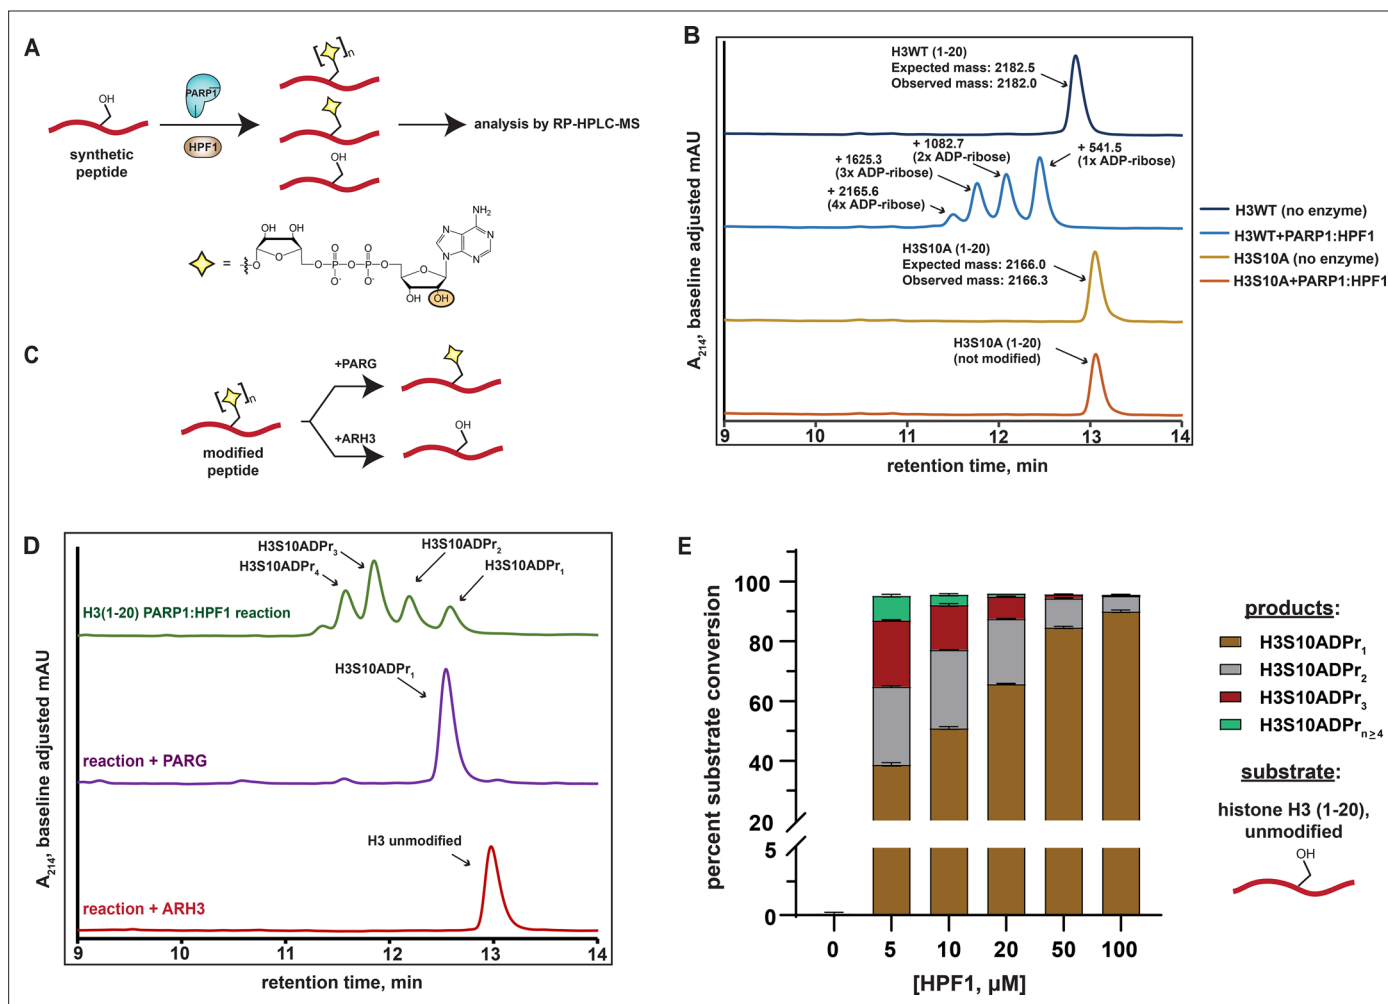 A
OH
synthetic
peptide
PARP1
HPF1
[ ]n
OH
analysis by RP-HPLC-MS
=
OH OH
O
O
O
O P O P O
O- O-
O
OH OH
NH2
N
N
N
N
B
A214, baseline adjusted mAU
H3WT (1-20)
Expected mass: 2182.5
Observed mass: 2182.0
+ 2165.6
(4x ADP-ribose)
+ 1625.3
(3x ADP-ribose)
+ 1082.7
(2x ADP-ribose)
+ 541.5
(1x ADP-ribose)
H3S10A (1-20)
Expected mass: 2166.0
Observed mass: 2166.3
H3S10A (1-20)
(not modified)
9 10 11 12 13 14
retention time, min
H3WT (no enzyme)
H3WT+PARP1:HPF1
H3S10A (no enzyme)
H3S10A+PARP1:HPF1
C
[ ]n
modified
peptide
+PARG
+ARH3
OH
D
A214, baseline adjusted mAU
H3S10ADPr4
H3S10ADPr3
H3S10ADPr2
H3S10ADPr1
H3(1-20) PARP1:HPF1 reaction
H3S10ADPr1
reaction + PARG
H3 unmodified
reaction + ARH3
9 10 11 12 13 14
retention time, min
E
percent substrate conversion
100
80
60
40
20
5
0
0 5 10 20 50 100
[HPF1, µM]
products:
H3S10ADPr1
H3S10ADPr2
H3S10ADPr3
H3S10ADPrn≥4
substrate:
histone H3 (1-20),
unmodified
OH